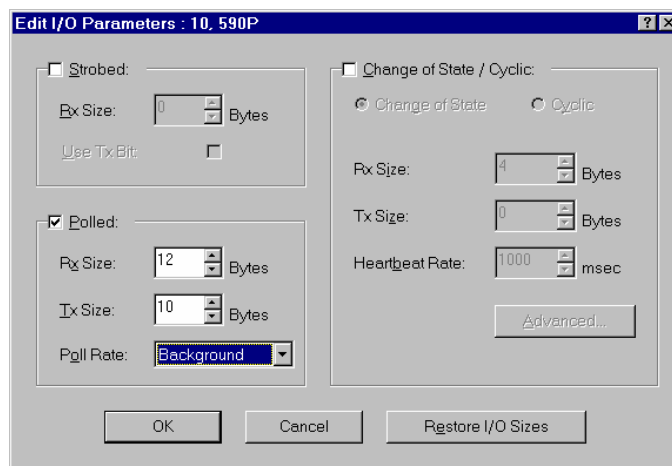 Edit I/O Parameters : 10, 590P
Strobed:
Rx Size: 0 Bytes
Use Tx Bit:
Polled:
Rx Size: 12 Bytes
Tx Size: 10 Bytes
Poll Rate: Background
Change of State / Cyclic:
Change of State Cyclic
Rx Size: 4 Bytes
Tx Size: 0 Bytes
Heartbeat Rate: 1000 msec
Advanced...
OK Cancel Restore I/O Sizes